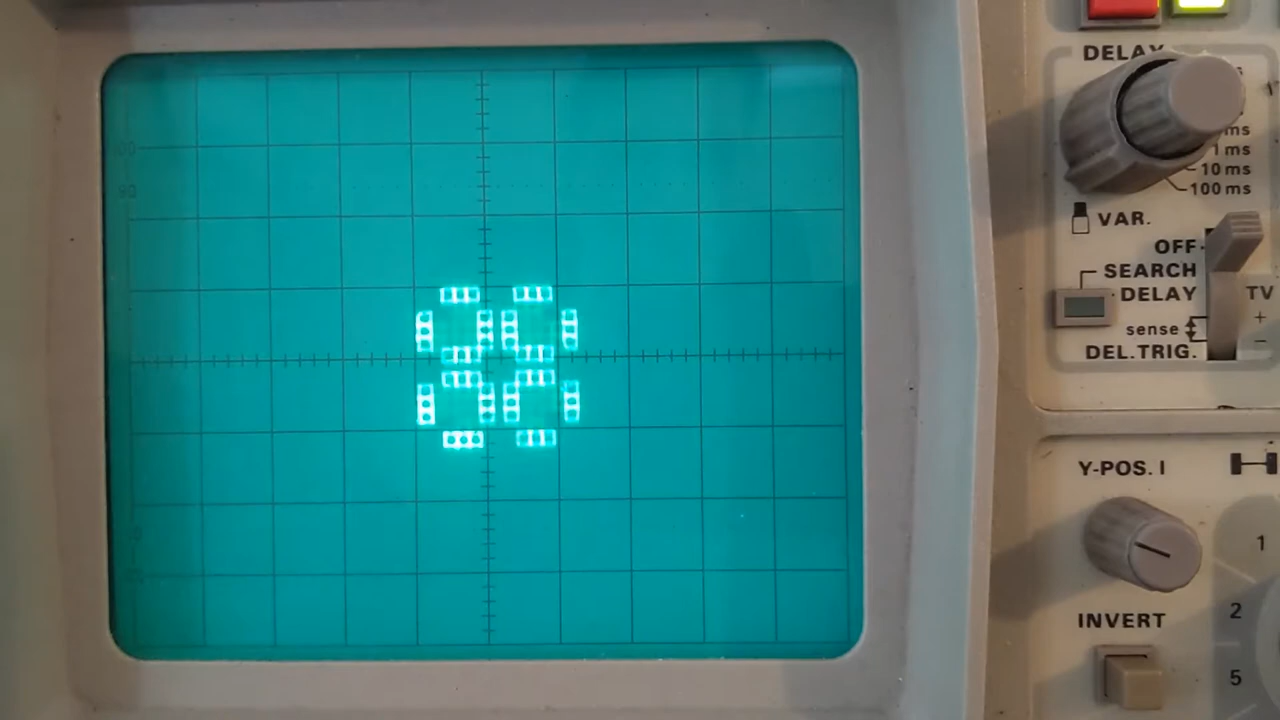 DELAY
ms
1 ms
10 ms
100 ms
VAR.
OFF
SEARCH
DELAY
TV
+
sense
-
DEL.TRIG.
Y-POS. I
1
INVERT
2
5
90